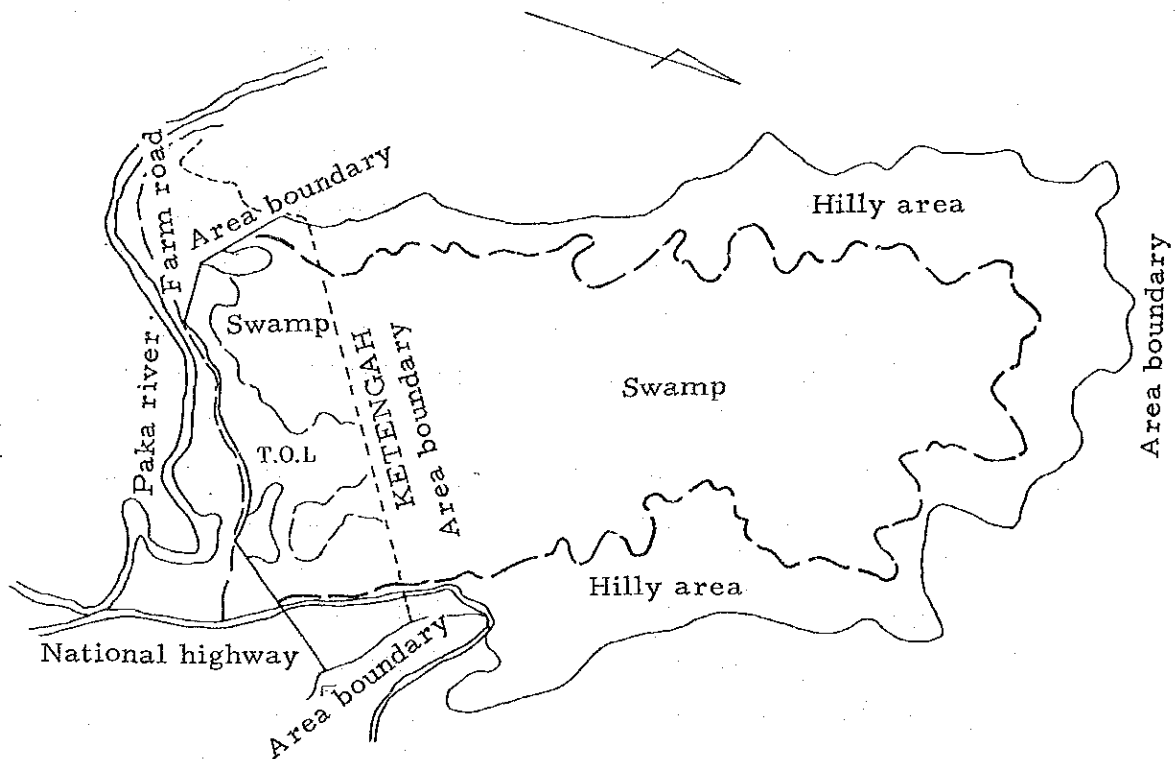 Hilly area
Area boundary
Farm road
Paka river
Swamp
KETENGAH
Area boundary
Swamp
Area boundary
T.O.L
Hilly area
National highway
Area boundary